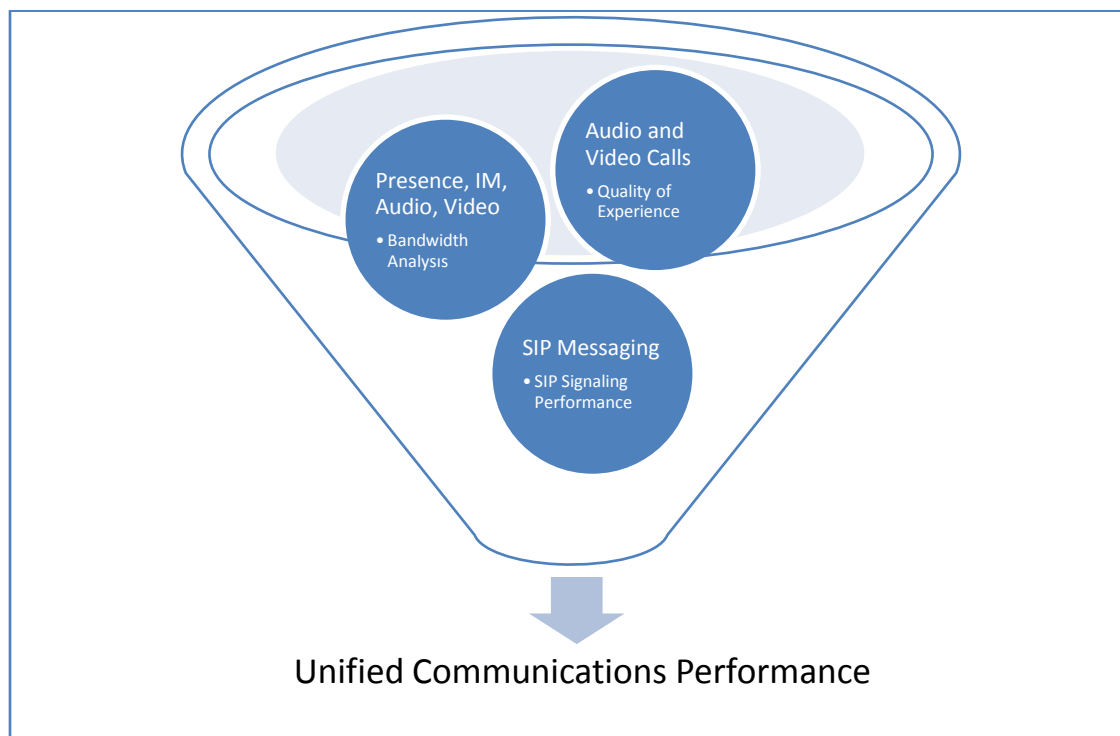 Presence, IM,
Audio, Video
• Bandwidth
Analysis
Audio and
Video Calls
• Quality of
Experience
SIP Messaging
• SIP Signaling
Performance
Unified Communications Performance